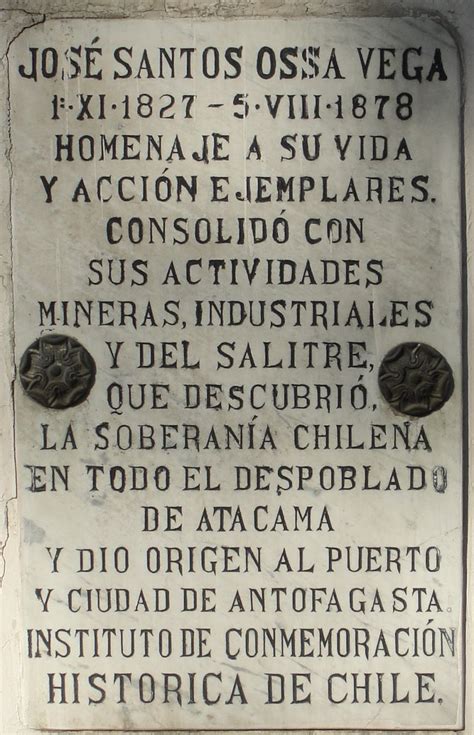 JOSÉ SANTOS OSSA VEGA
1º·XI·1827 – 5·VIII·1878
HOMENAJE A SU VIDA
Y ACCIÓN EJEMPLARES.
CONSOLIDÓ CON
SUS ACTIVIDADES
MINERAS, INDUSTRIALES
Y DEL SALITRE,
QUE DESCUBRIÓ,
LA SOBERANÍA CHILENA
EN TODO EL DESPOBLADO
DE ATACAMA
Y DIO ORIGEN AL PUERTO
Y CIUDAD DE ANTOFAGASTA.
INSTITUTO DE CONMEMORACIÓN
HISTORICA DE CHILE.